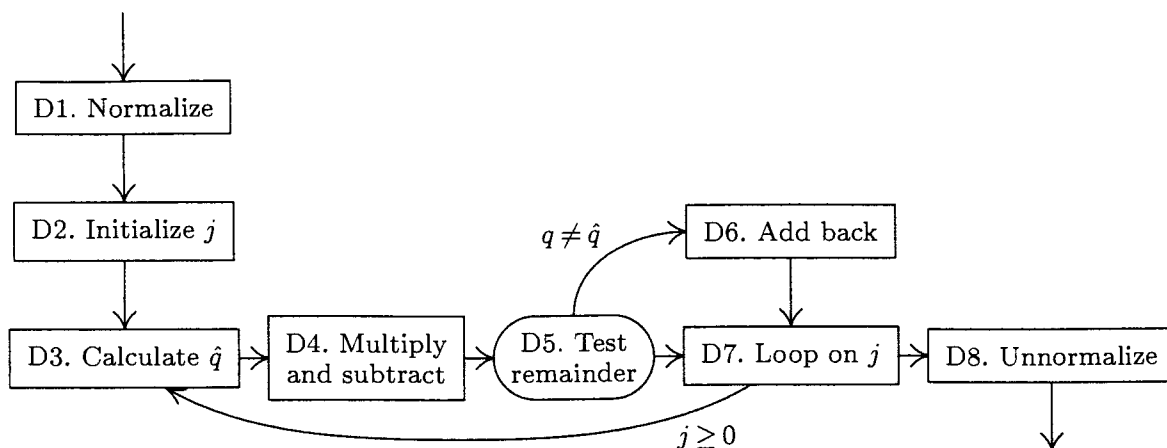 D1. Normalize
D2. Initialize j
q ≠ q̂
D6. Add back
D3. Calculate q̂
D4. Multiply
and subtract
D5. Test
remainder
D7. Loop on j
D8. Unnormalize
j ≥ 0